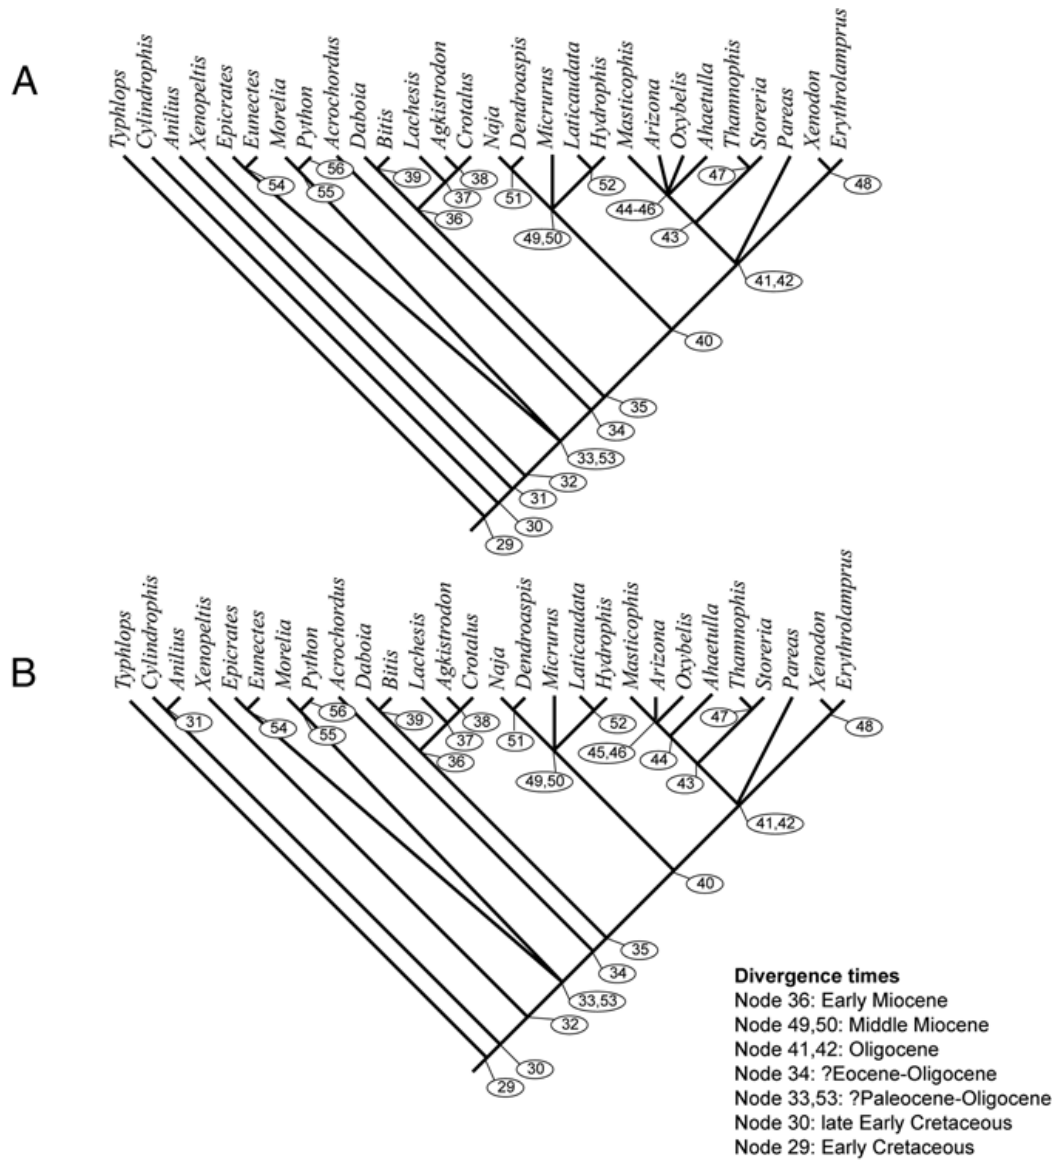 A
Typhlops
Cylindrophis
Anilius
Xenopeltis
Epicrates
Eunectes
Morelia
Python
Acrochordus
Daboia
Bitis
Lachesis
Agkistrodon
Crotalus
Naja
Dendroaspis
Micrurus
Laticaudata
Hydrophis
Masticophis
Arizona
Oxybelis
Ahaetulla
Thamnophis
Storeria
Pareas
Xenodon
Erythrolamprus
54
56
55
39
38
37
36
51
52
49,50
44-46
47
43
48
41,42
40
35
34
33,53
32
31
30
29
B
Typhlops
Cylindrophis
Anilius
Xenopeltis
Epicrates
Eunectes
Morelia
Python
Acrochordus
Daboia
Bitis
Lachesis
Agkistrodon
Crotalus
Naja
Dendroaspis
Micrurus
Laticaudata
Hydrophis
Masticophis
Arizona
Oxybelis
Ahaetulla
Thamnophis
Storeria
Pareas
Xenodon
Erythrolamprus
31
54
56
55
39
38
37
36
51
52
49,50
45,46
44
47
43
48
41,42
40
35
34
33,53
32
30
29
Divergence times
Node 36: Early Miocene
Node 49,50: Middle Miocene
Node 41,42: Oligocene
Node 34: ?Eocene-Oligocene
Node 33,53: ?Paleocene-Oligocene
Node 30: late Early Cretaceous
Node 29: Early Cretaceous